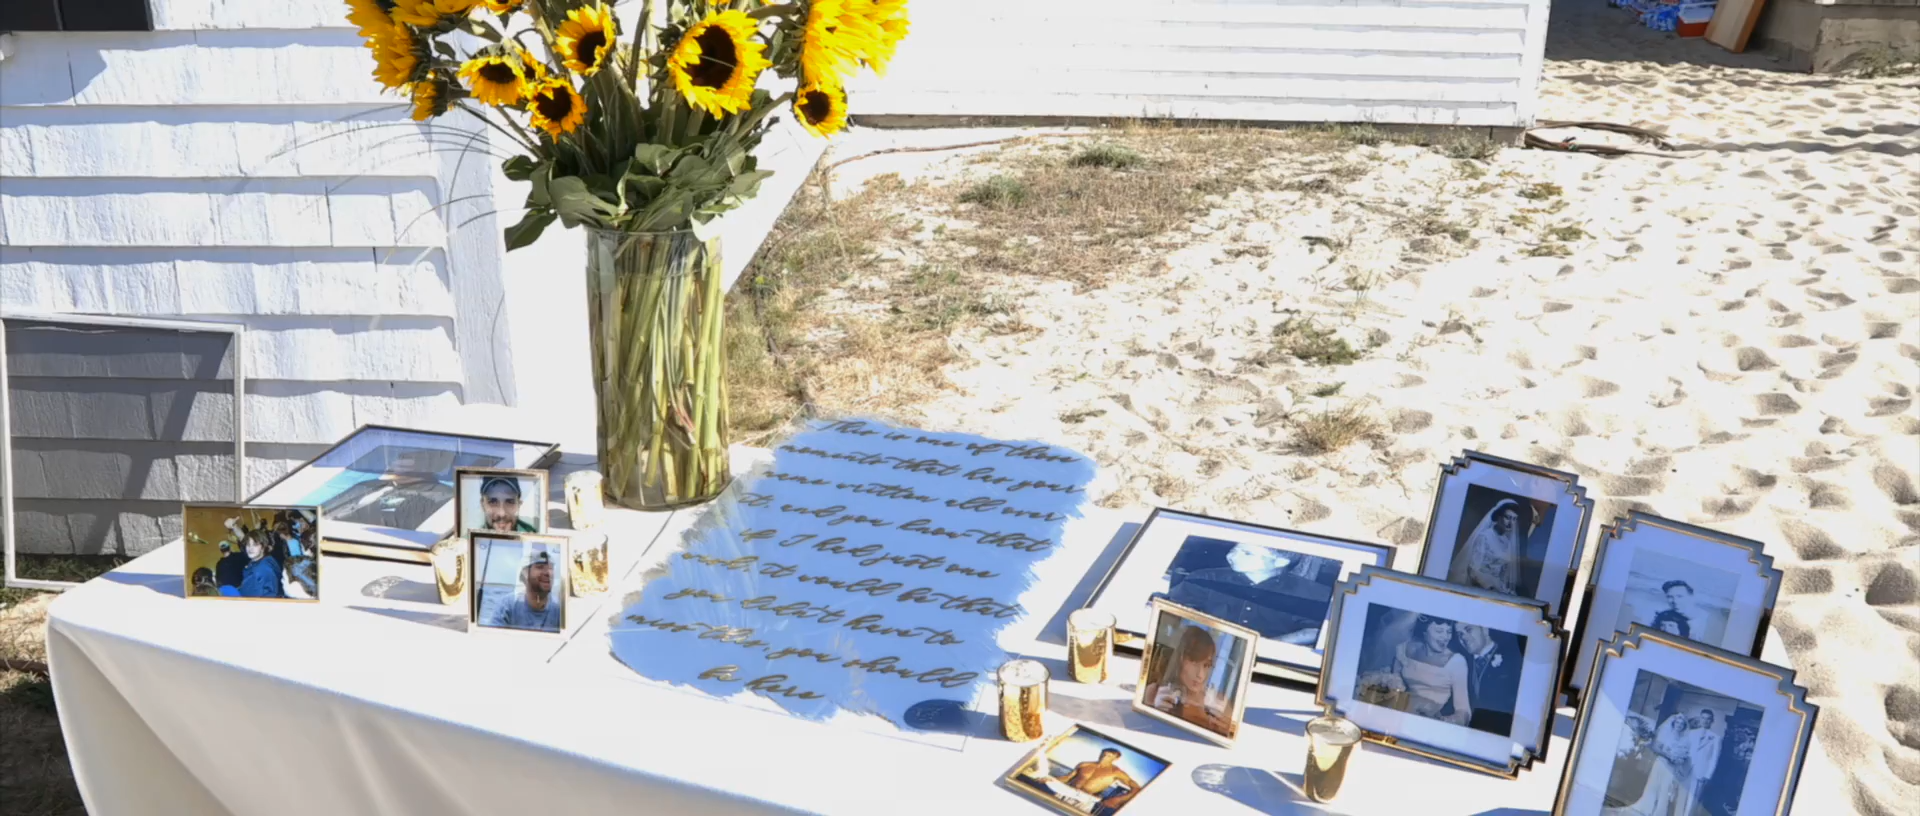 This is one of those
moments that has your
name written all over
it, and you know that
if I had just one
wish, it would be that
you didn't have to
miss this, you should
be here